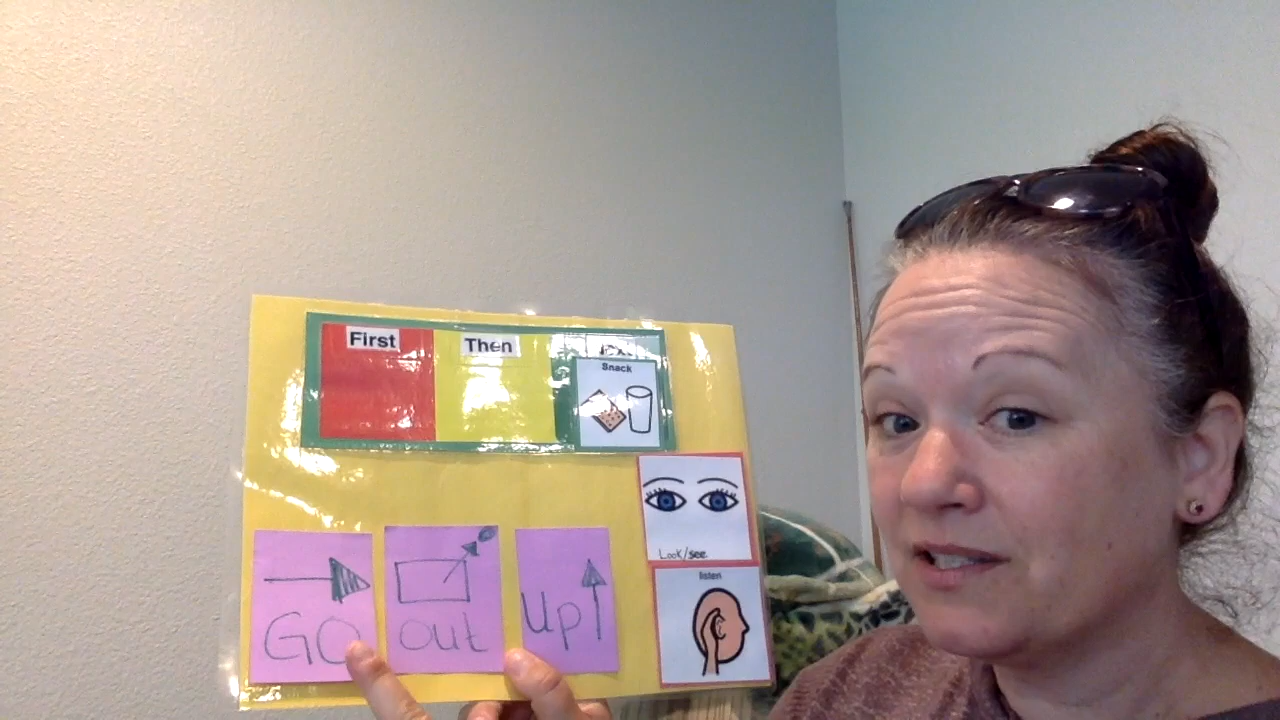 First
Then
Snack
Look/see
listen
GO
out
Up